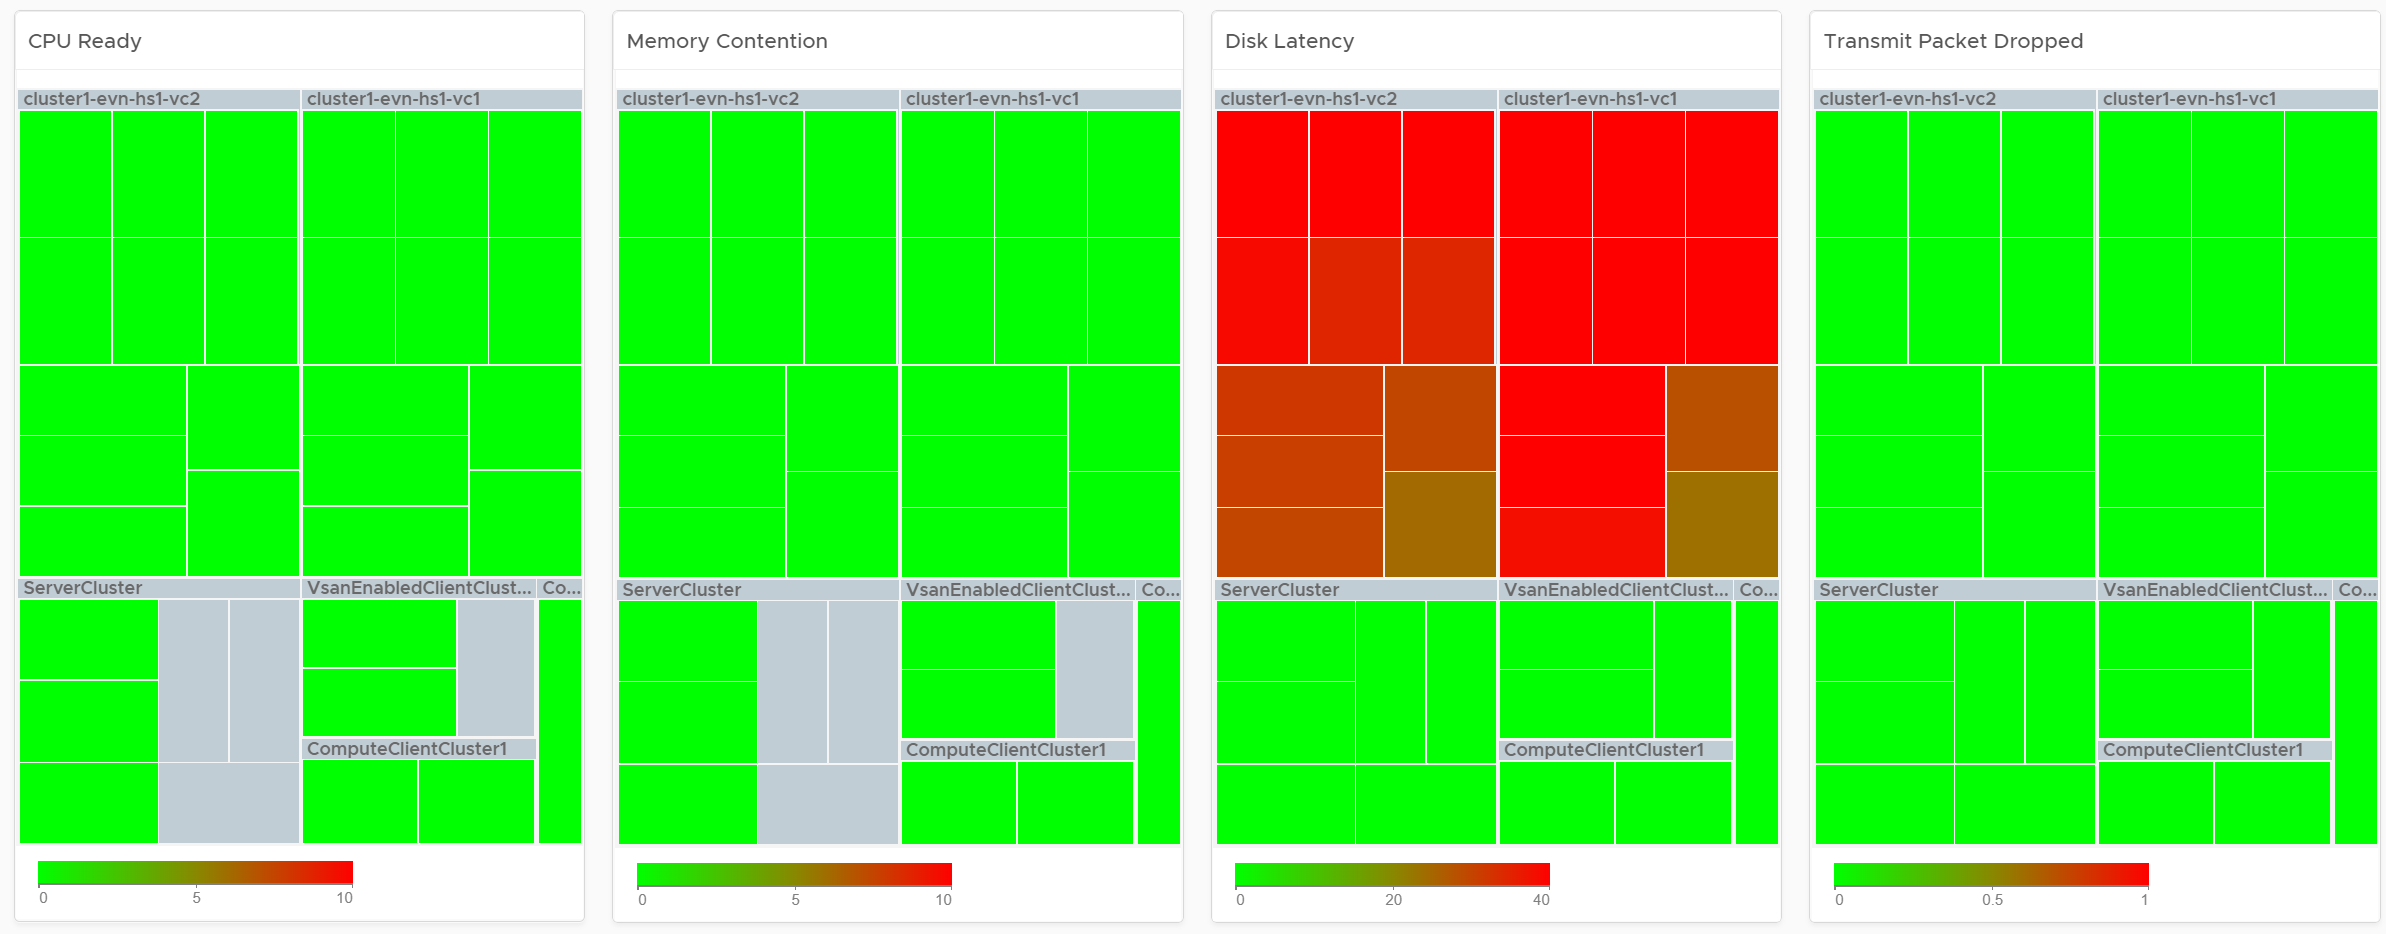 CPU Ready
cluster1-evn-hs1-vc2
cluster1-evn-hs1-vc1
ServerCluster
VsanEnabledClientClust...
Co...
ComputeClientCluster1
0
5
10
Memory Contention
cluster1-evn-hs1-vc2
cluster1-evn-hs1-vc1
ServerCluster
VsanEnabledClientClust...
Co...
ComputeClientCluster1
0
5
10
Disk Latency
cluster1-evn-hs1-vc2
cluster1-evn-hs1-vc1
ServerCluster
VsanEnabledClientClust...
Co...
ComputeClientCluster1
0
20
40
Transmit Packet Dropped
cluster1-evn-hs1-vc2
cluster1-evn-hs1-vc1
ServerCluster
VsanEnabledClientClust...
Co...
ComputeClientCluster1
0
0.5
1